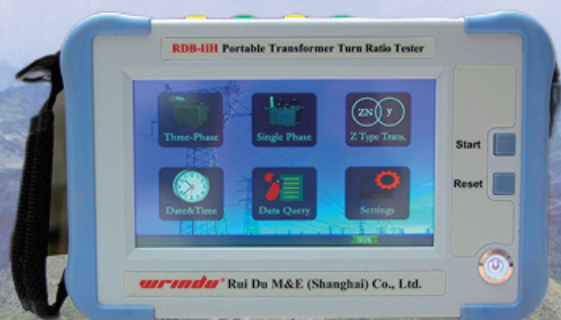 RDB-IIH Portable Transformer Turn Ratio Tester
Three-Phase
Single Phase
ZN y
Z Type Trans.
Date&Time
Data Query
Settings
90%
Start
Reset
wrindu® Rui Du M&E (Shanghai) Co., Ltd.